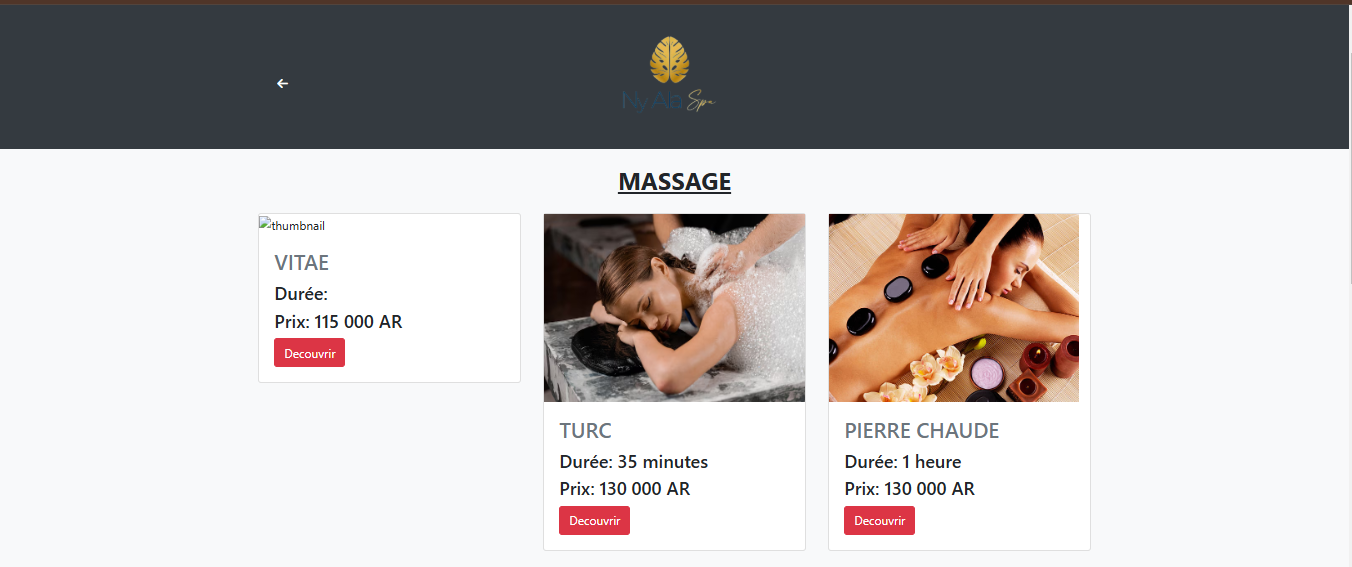 Ny Aïna Spa
MASSAGE
thumbnail
VITAE
Durée:
Prix: 115 000 AR
Decouvrir
TURC
Durée: 35 minutes
Prix: 130 000 AR
Decouvrir
PIERRE CHAUDE
Durée: 1 heure
Prix: 130 000 AR
Decouvrir